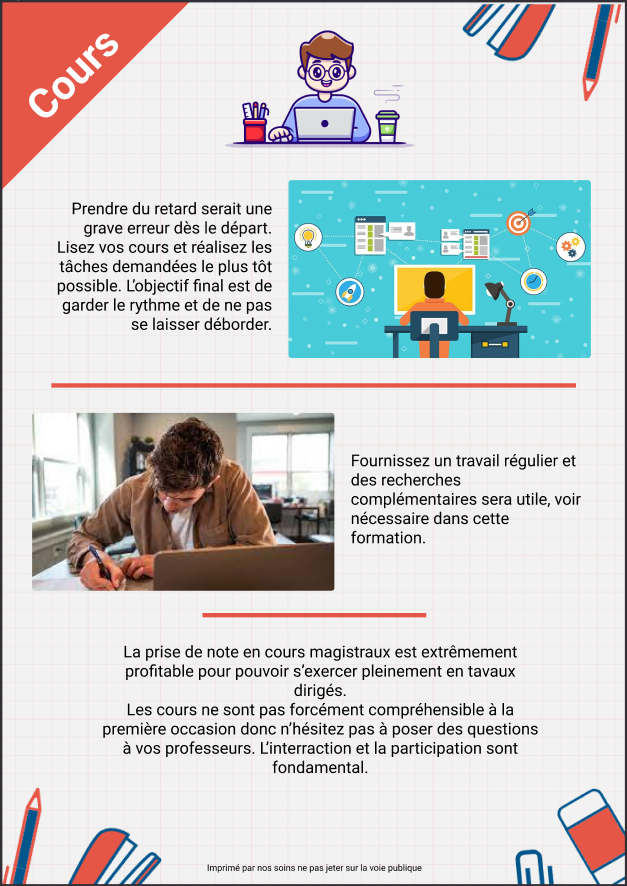 Cours
Prendre du retard serait une
grave erreur dès le départ.
Lisez vos cours et réalisez les
tâches demandées le plus tôt
possible. L'objectif final est de
garder le rythme et de ne pas
se laisser déborder.
Fournissez un travail régulier et
des recherches
complémentaires sera utile, voir
nécessaire dans cette
formation.
La prise de note en cours magistraux est extrêmement
profitable pour pouvoir s'exercer pleinement en tavaux
dirigés.
Les cours ne sont pas forcément compréhensible à la
première occasion donc n'hésitez pas à poser des questions
à vos professeurs. L'interraction et la participation sont
fondamental.
Imprimé par nos soins ne pas jeter sur la voie publique